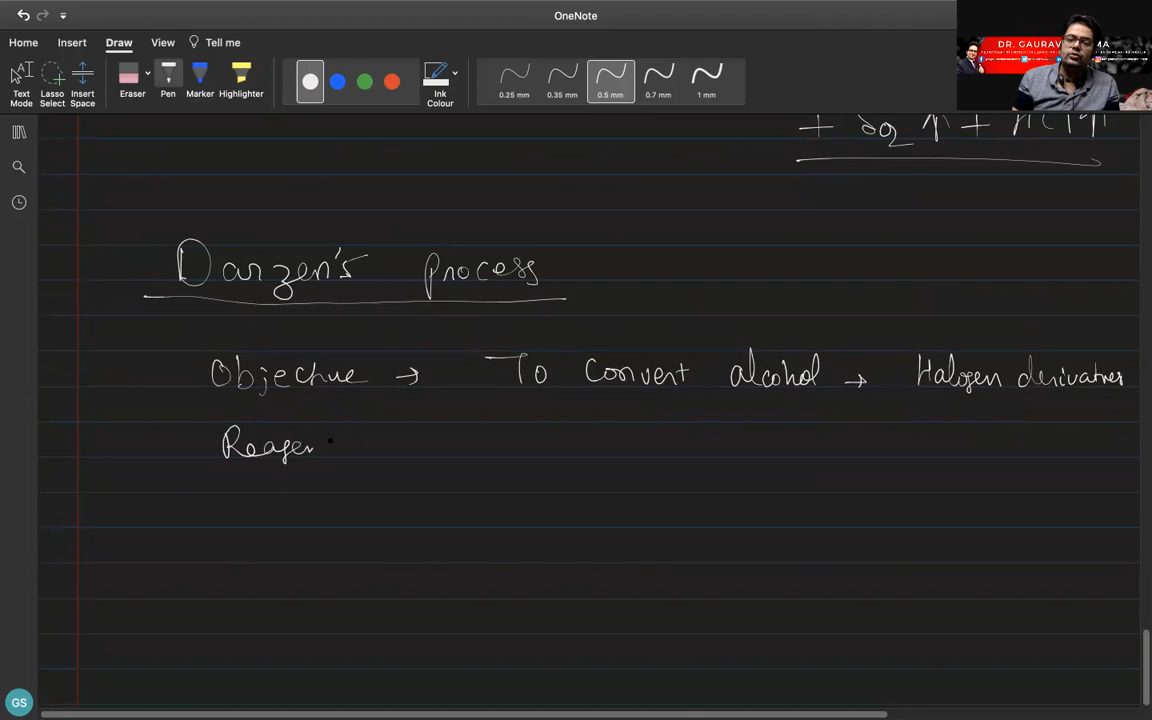 OneNote
Home Insert Draw View Tell me
DR. GAURAV
Text Mode Lasso Select Insert Space Eraser Pen Marker Highlighter Ink Colour 0.25 mm 0.35 mm 0.5 mm 0.7 mm 1 mm
Darzen's process
Objective → To convert alcohol → Halogen derivatives
Reagen
GS